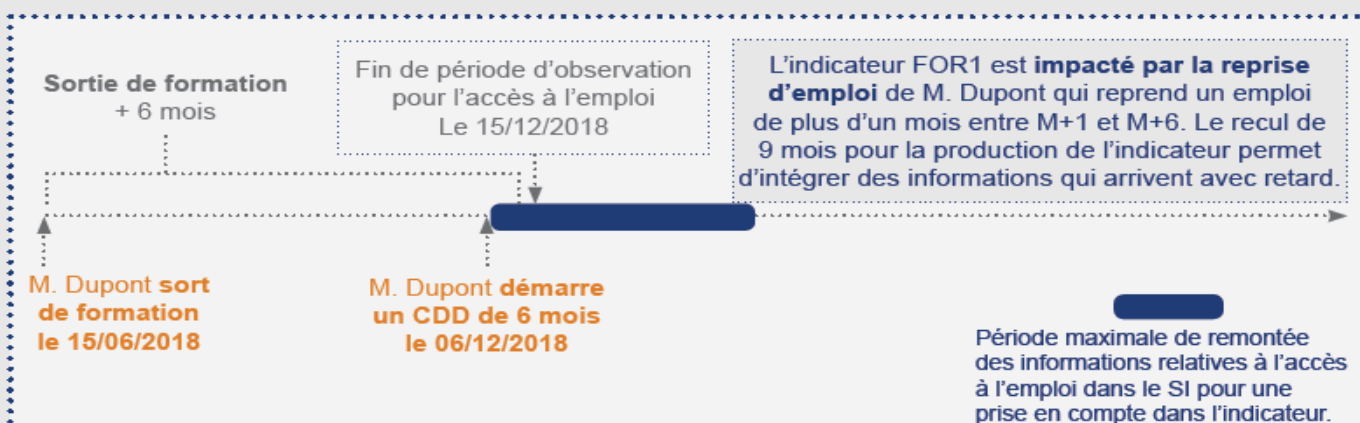 Sortie de formation
+ 6 mois
Fin de période d'observation
pour l'accès à l'emploi
Le 15/12/2018
L'indicateur FOR1 est impacté par la reprise
d'emploi de M. Dupont qui reprend un emploi
de plus d'un mois entre M+1 et M+6. Le recul de
9 mois pour la production de l'indicateur permet
d'intégrer des informations qui arrivent avec retard.
M. Dupont sort
de formation
le 15/06/2018
M. Dupont démarre
un CDD de 6 mois
le 06/12/2018
Période maximale de remontée
des informations relatives à l'accès
à l'emploi dans le SI pour une
prise en compte dans l'indicateur.